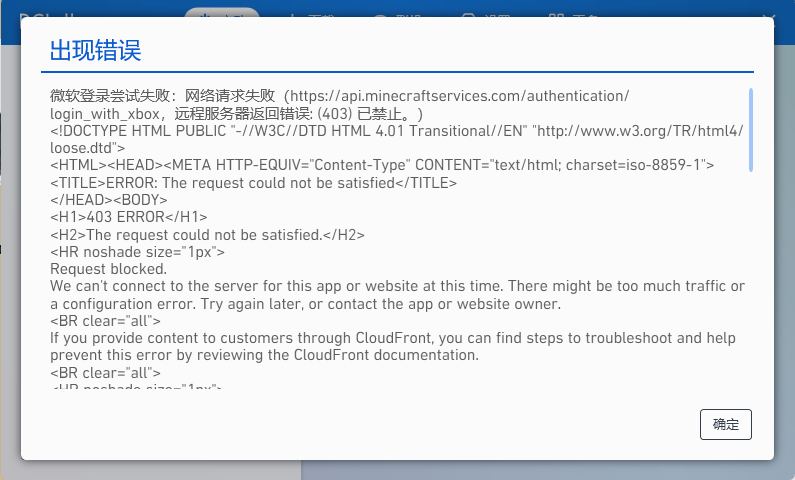 出现错误
微软登录尝试失败：网络请求失败（https://api.minecraftservices.com/authentication/
login_with_xbox，远程服务器返回错误: (403) 已禁止。)
<!DOCTYPE HTML PUBLIC "-//W3C//DTD HTML 4.01 Transitional//EN" "http://www.w3.org/TR/html4/
loose.dtd">
<HTML><HEAD><META HTTP-EQUIV="Content-Type" CONTENT="text/html; charset=iso-8859-1">
<TITLE>ERROR: The request could not be satisfied</TITLE>
</HEAD><BODY>
<H1>403 ERROR</H1>
<H2>The request could not be satisfied.</H2>
<HR noshade size="1px">
Request blocked.
We can't connect to the server for this app or website at this time. There might be too much traffic or
a configuration error. Try again later, or contact the app or website owner.
<BR clear="all">
If you provide content to customers through CloudFront, you can find steps to troubleshoot and help
prevent this error by reviewing the CloudFront documentation.
<BR clear="all">
<HR noshade size="1px">
确定